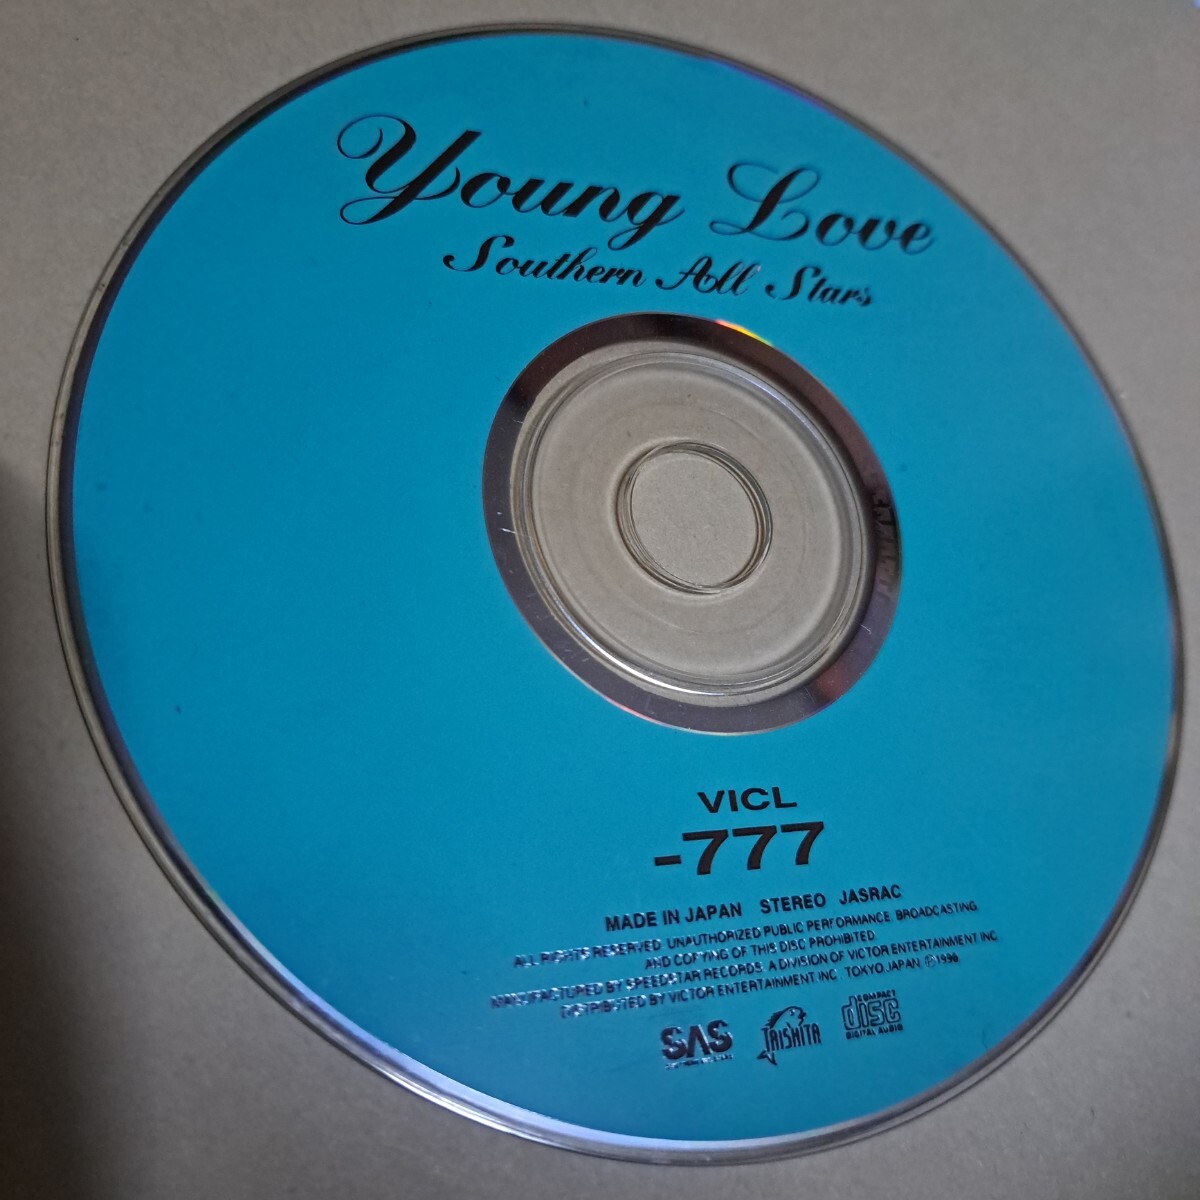 Young Love
Southern All Stars
VICL
-777
MADE IN JAPAN STEREO JASRAC
ALL RIGHTS RESERVED. UNAUTHORIZED PUBLIC PERFORMANCE. BROADCASTING
AND COPYING OF THIS DISC PROHIBITED.
MANUFACTURED BY SPEEDSTAR RECORDS. A DIVISION OF VICTOR ENTERTAINMENT INC.
DISTRIBUTED BY VICTOR ENTERTAINMENT INC. TOKYO JAPAN
SAS TAISHITA COMPACT disc DIGITAL AUDIO